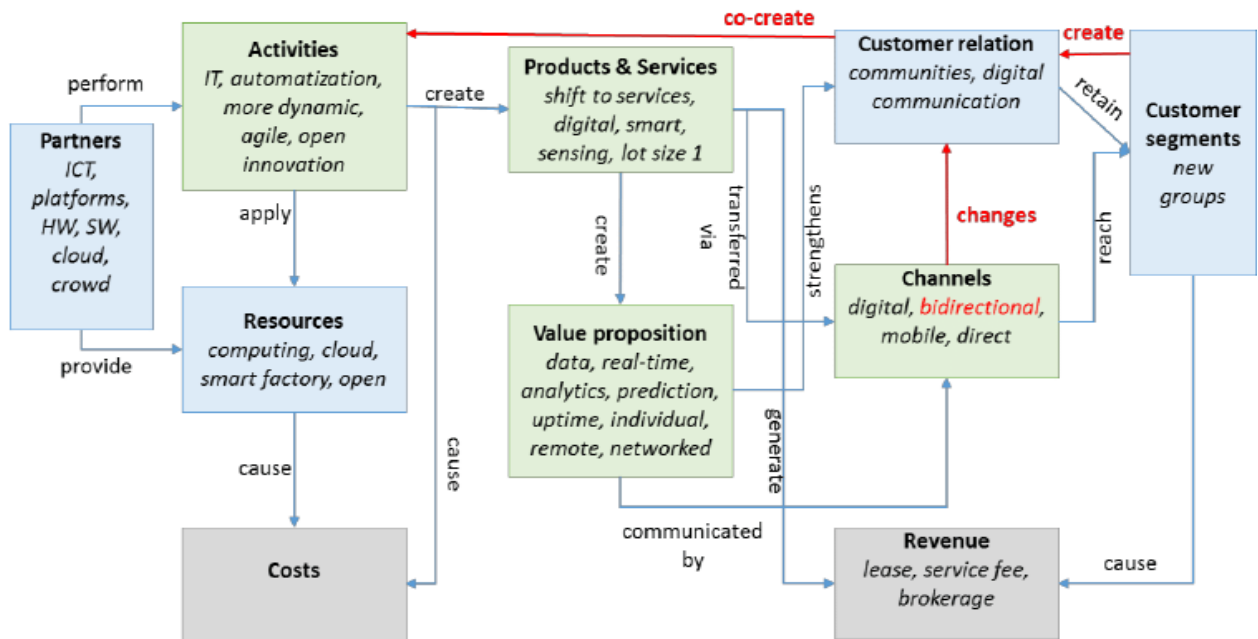 co-create
create
Activities
IT, automatization,
more dynamic,
agile, open
innovation
perform
create
Products & Services
shift to services,
digital, smart,
sensing, lot size 1
Customer relation
communities, digital
communication
retain
Customer
segments
new
groups
Partners
ICT,
platforms,
HW, SW,
cloud,
crowd
apply
create
via
transferred
strengthens
changes
reach
Resources
computing, cloud,
smart factory, open
provide
Value proposition
data, real-time,
analytics, prediction,
uptime, individual,
remote, networked
Channels
digital, bidirectional,
mobile, direct
cause
cause
generate
communicated
by
Costs
Revenue
lease, service fee,
brokerage
cause